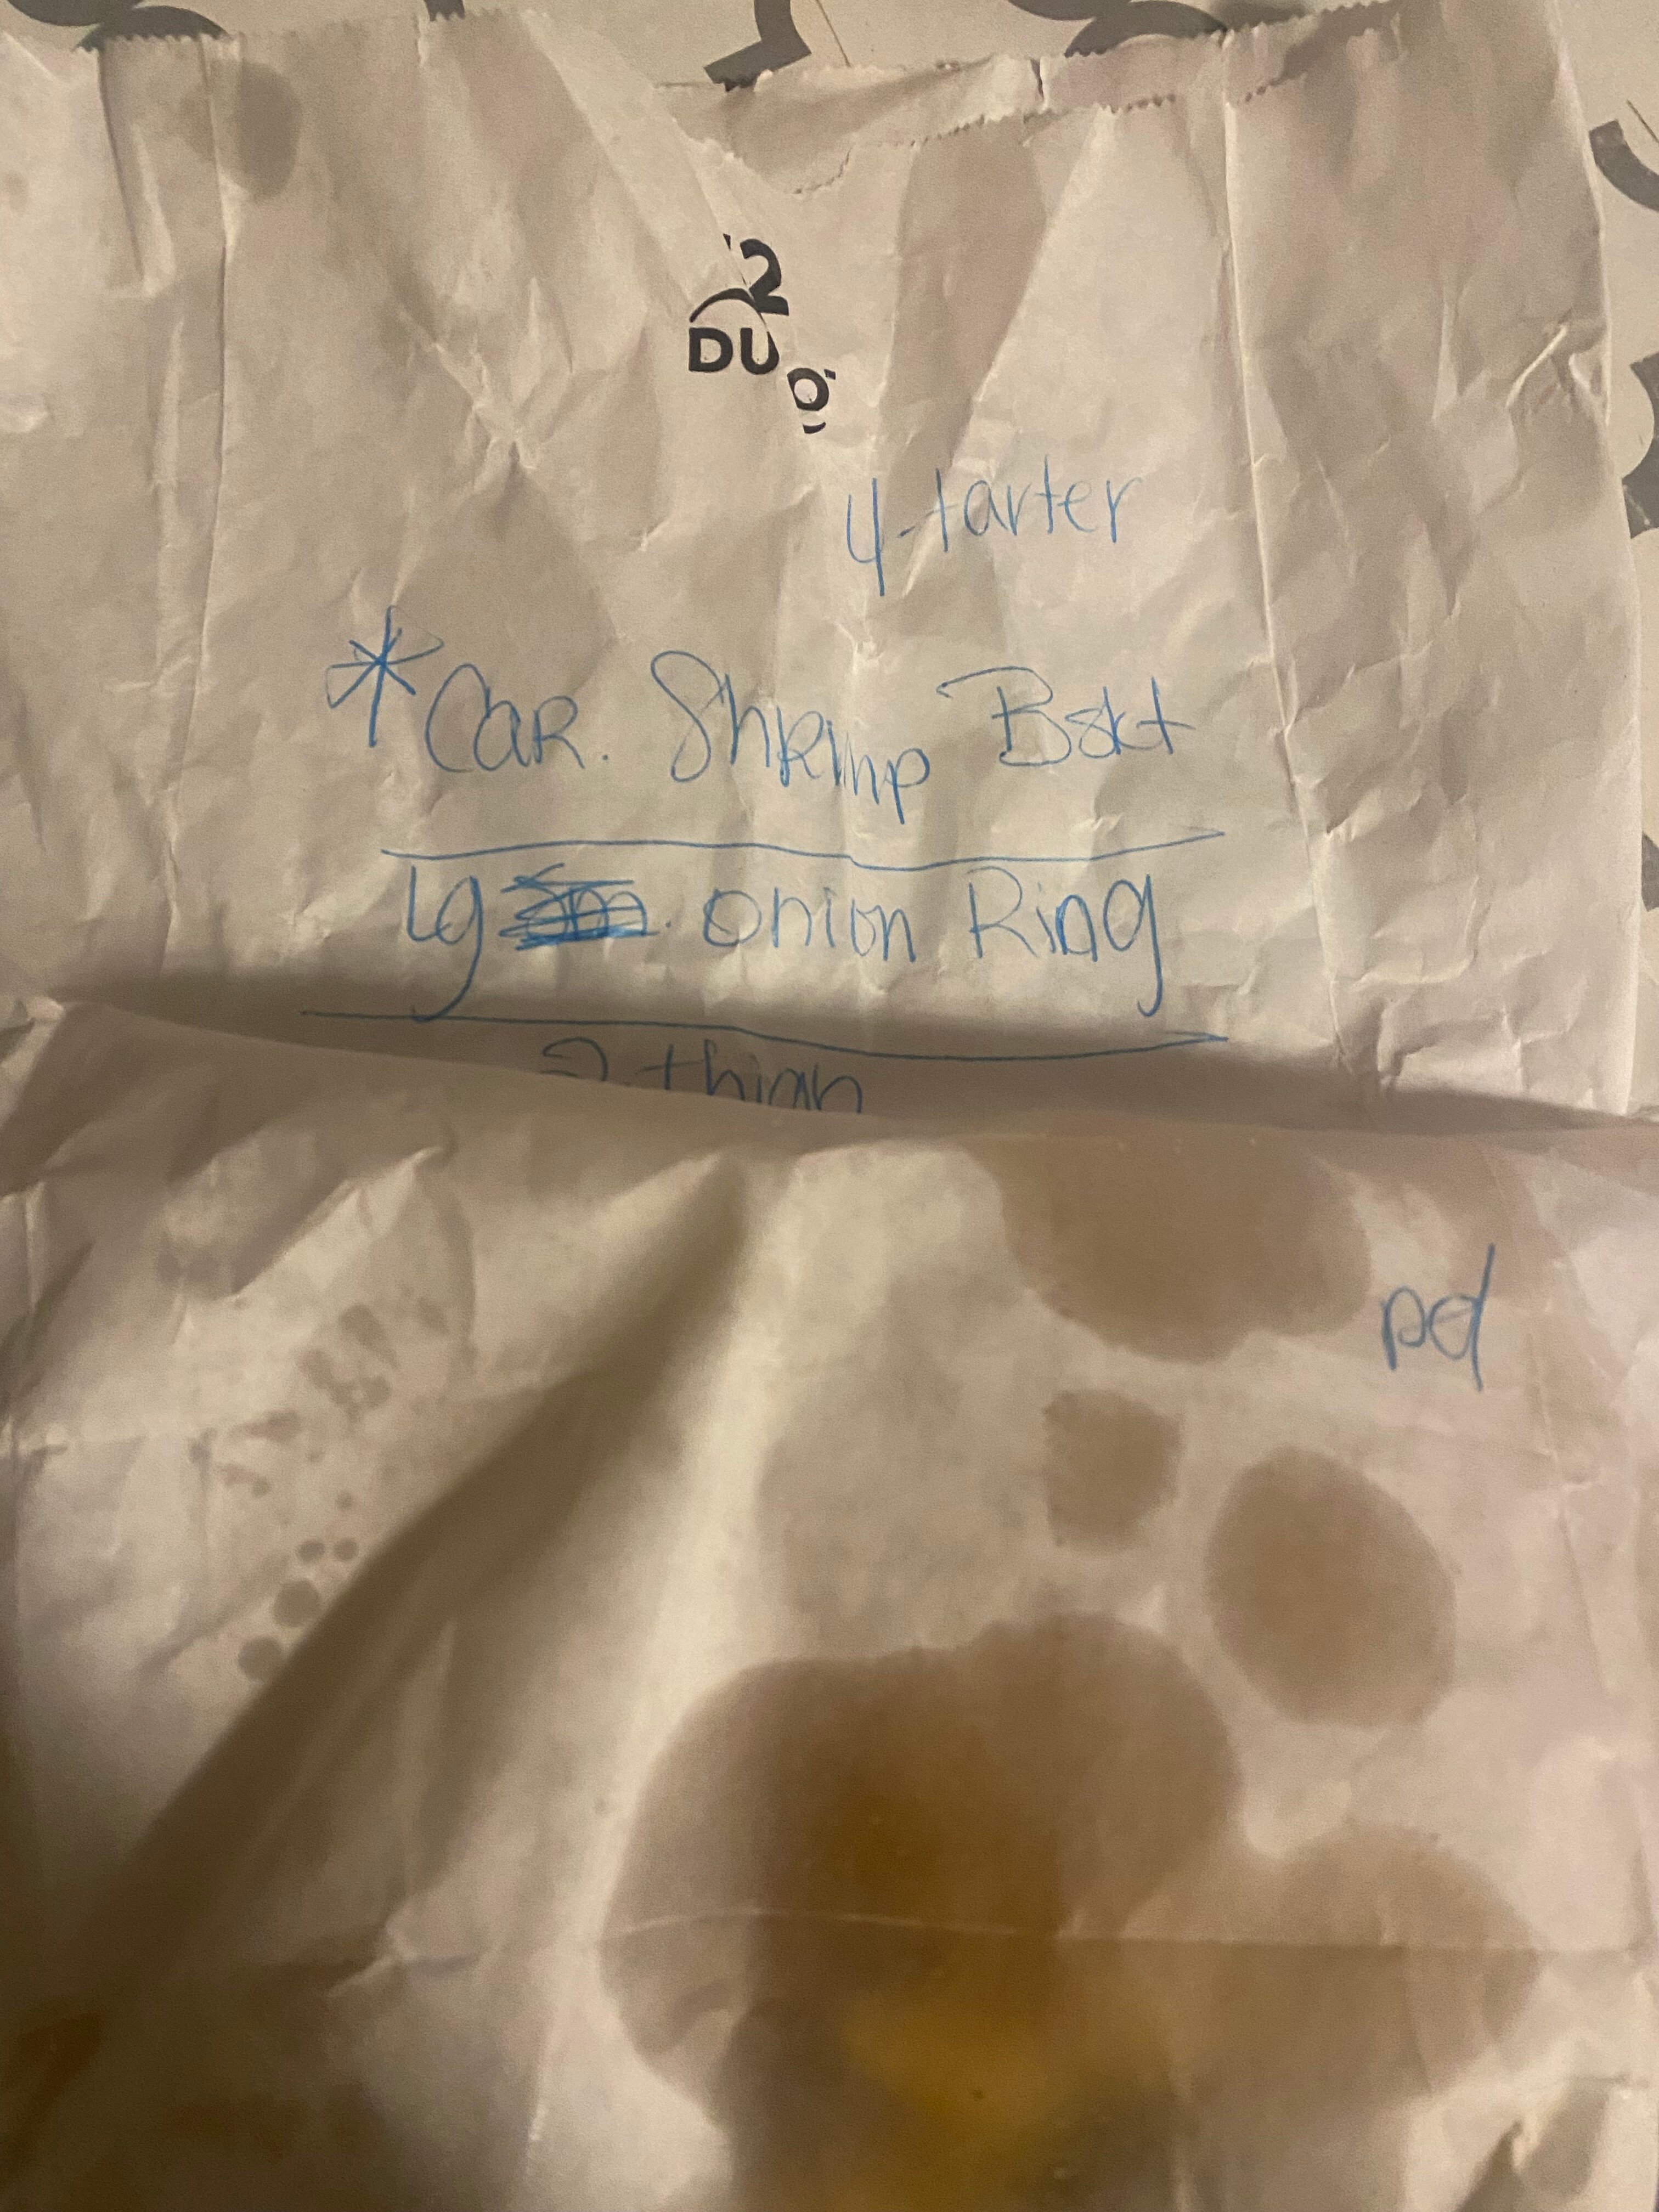 2
DU
4 tarter
*Car. Shrimp Bskt
Lg onion Ring
2 thigh
pd